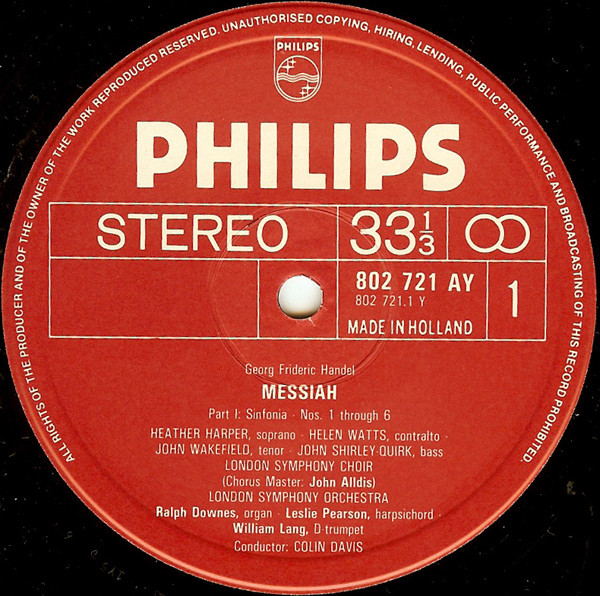 ALL RIGHTS OF THE PRODUCER AND OF THE OWNER OF THE WORK REPRODUCED RESERVED. UNAUTHORISED COPYING, HIRING, LENDING, PUBLIC PERFORMANCE AND BROADCASTING OF THIS RECORD PROHIBITED.
PHILIPS
PHILIPS
STEREO
33 1/3
802 721 AY
802 721.1 Y
MADE IN HOLLAND
1
Georg Frideric Handel
MESSIAH
Part I: Sinfonia · Nos. 1 through 6
HEATHER HARPER, soprano · HELEN WATTS, contralto ·
JOHN WAKEFIELD, tenor · JOHN SHIRLEY-QUIRK, bass
LONDON SYMPHONY CHOIR
(Chorus Master: John Alldis)
LONDON SYMPHONY ORCHESTRA
Ralph Downes, organ · Leslie Pearson, harpsichord ·
William Lang, D-trumpet
Conductor: COLIN DAVIS